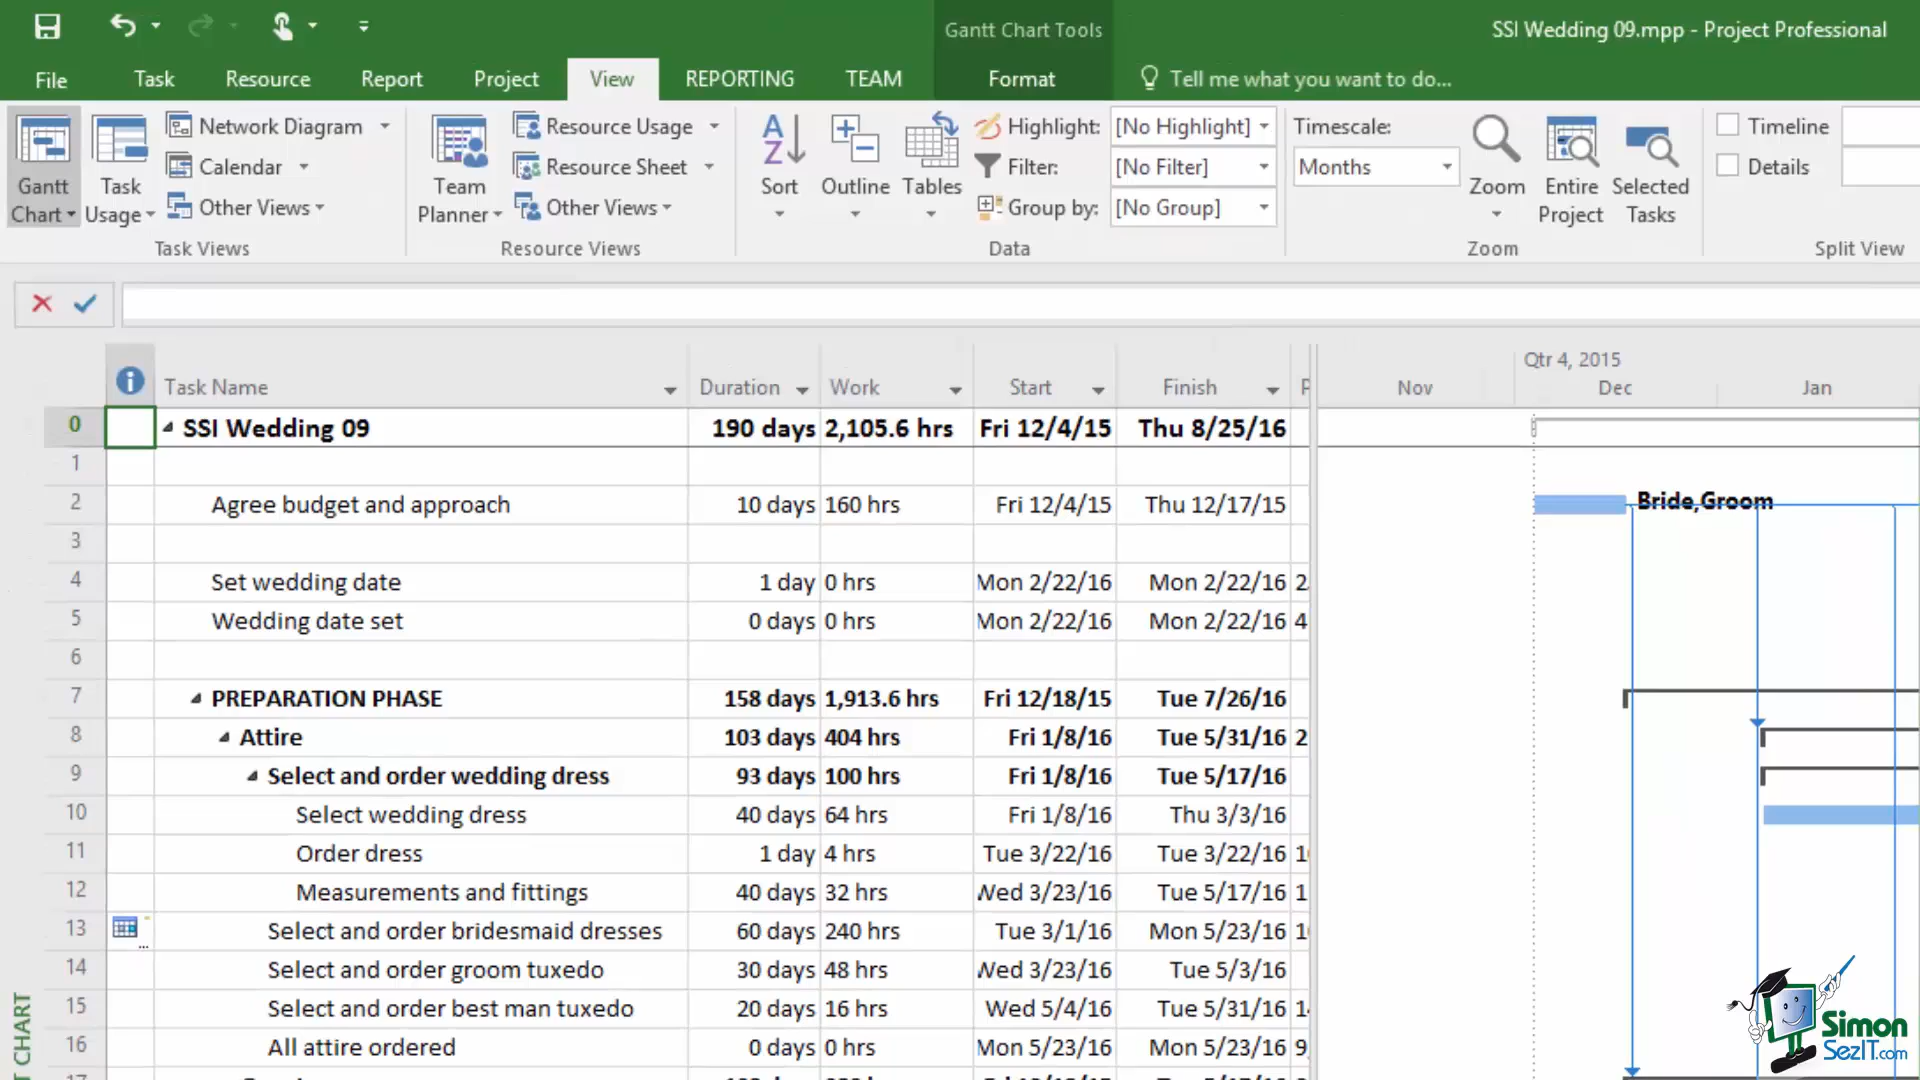 Gantt Chart Tools
SSI Wedding 09.mpp - Project Professional
File Task Resource Report Project View REPORTING TEAM Format Tell me what you want to do...
Gantt Chart
Task Usage
Network Diagram
Calendar
Other Views
Task Views
Team Planner
Resource Usage
Resource Sheet
Other Views
Resource Views
Sort
Outline
Tables
Highlight: [No Highlight]
Filter: [No Filter]
Group by: [No Group]
Data
Timescale:
Months
Zoom
Entire Project
Selected Tasks
Zoom
Timeline
Details
Split View
Qtr 4, 2015
Task Name Duration Work Start Finish Nov Dec Jan
0 SSI Wedding 09 190 days 2,105.6 hrs Fri 12/4/15 Thu 8/25/16
1
2 Agree budget and approach 10 days 160 hrs Fri 12/4/15 Thu 12/17/15 Bride,Groom
3
4 Set wedding date 1 day 0 hrs Mon 2/22/16 Mon 2/22/16 2
5 Wedding date set 0 days 0 hrs Mon 2/22/16 Mon 2/22/16 4
6
7 PREPARATION PHASE 158 days 1,913.6 hrs Fri 12/18/15 Tue 7/26/16
8 Attire 103 days 404 hrs Fri 1/8/16 Tue 5/31/16 2
9 Select and order wedding dress 93 days 100 hrs Fri 1/8/16 Tue 5/17/16
10 Select wedding dress 40 days 64 hrs Fri 1/8/16 Thu 3/3/16
11 Order dress 1 day 4 hrs Tue 3/22/16 Tue 3/22/16
12 Measurements and fittings 40 days 32 hrs Wed 3/23/16 Tue 5/17/16
13 Select and order bridesmaid dresses 60 days 240 hrs Tue 3/1/16 Mon 5/23/16
14 Select and order groom tuxedo 30 days 48 hrs Wed 3/23/16 Tue 5/3/16
15 Select and order best man tuxedo 20 days 16 hrs Wed 5/4/16 Tue 5/31/16
16 All attire ordered 0 days 0 hrs Mon 5/23/16 Mon 5/23/16 9
T CHART
Simon
SezIT.com